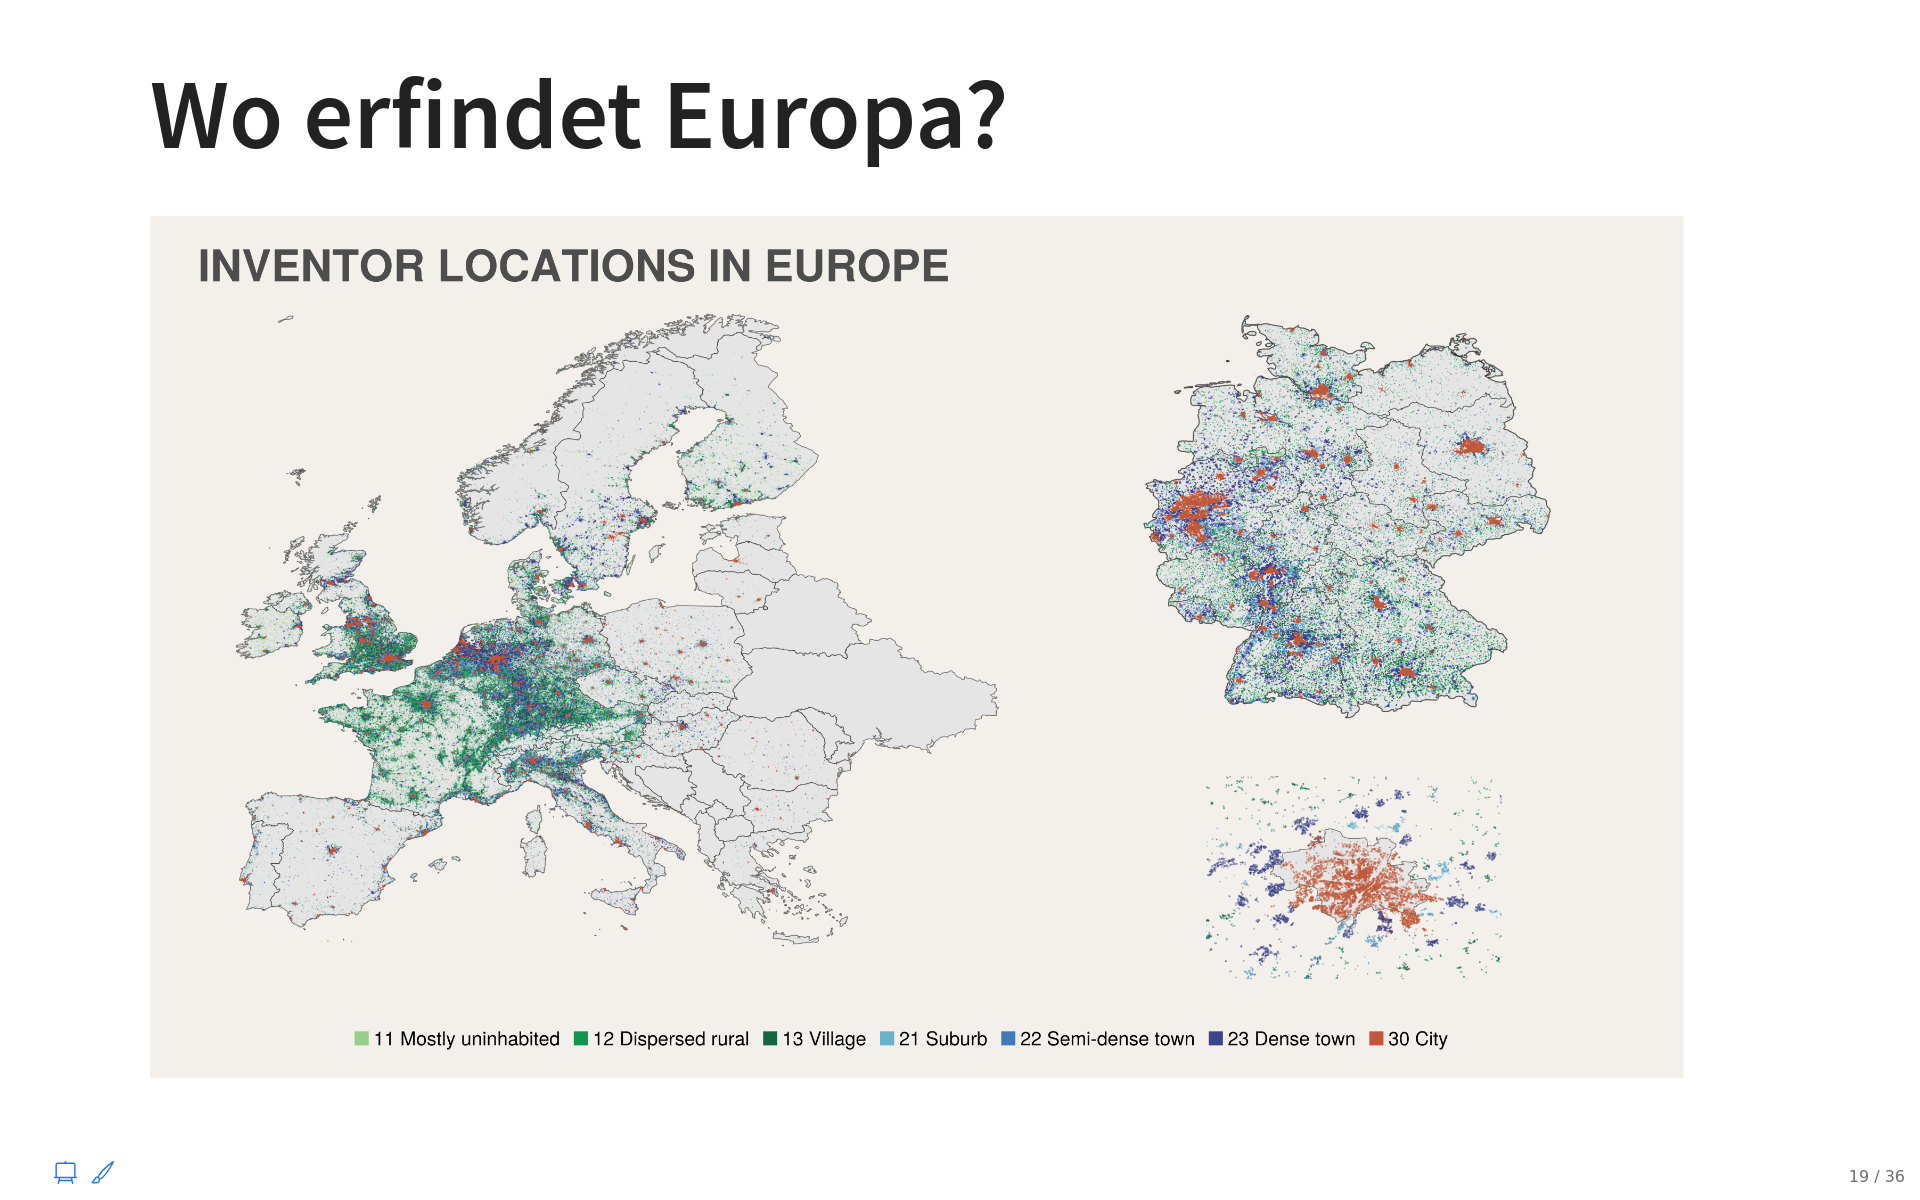 Wo erfindet Europa?
INVENTOR LOCATIONS IN EUROPE
11 Mostly uninhabited 12 Dispersed rural 13 Village 21 Suburb 22 Semi-dense town 23 Dense town 30 City
19 / 36